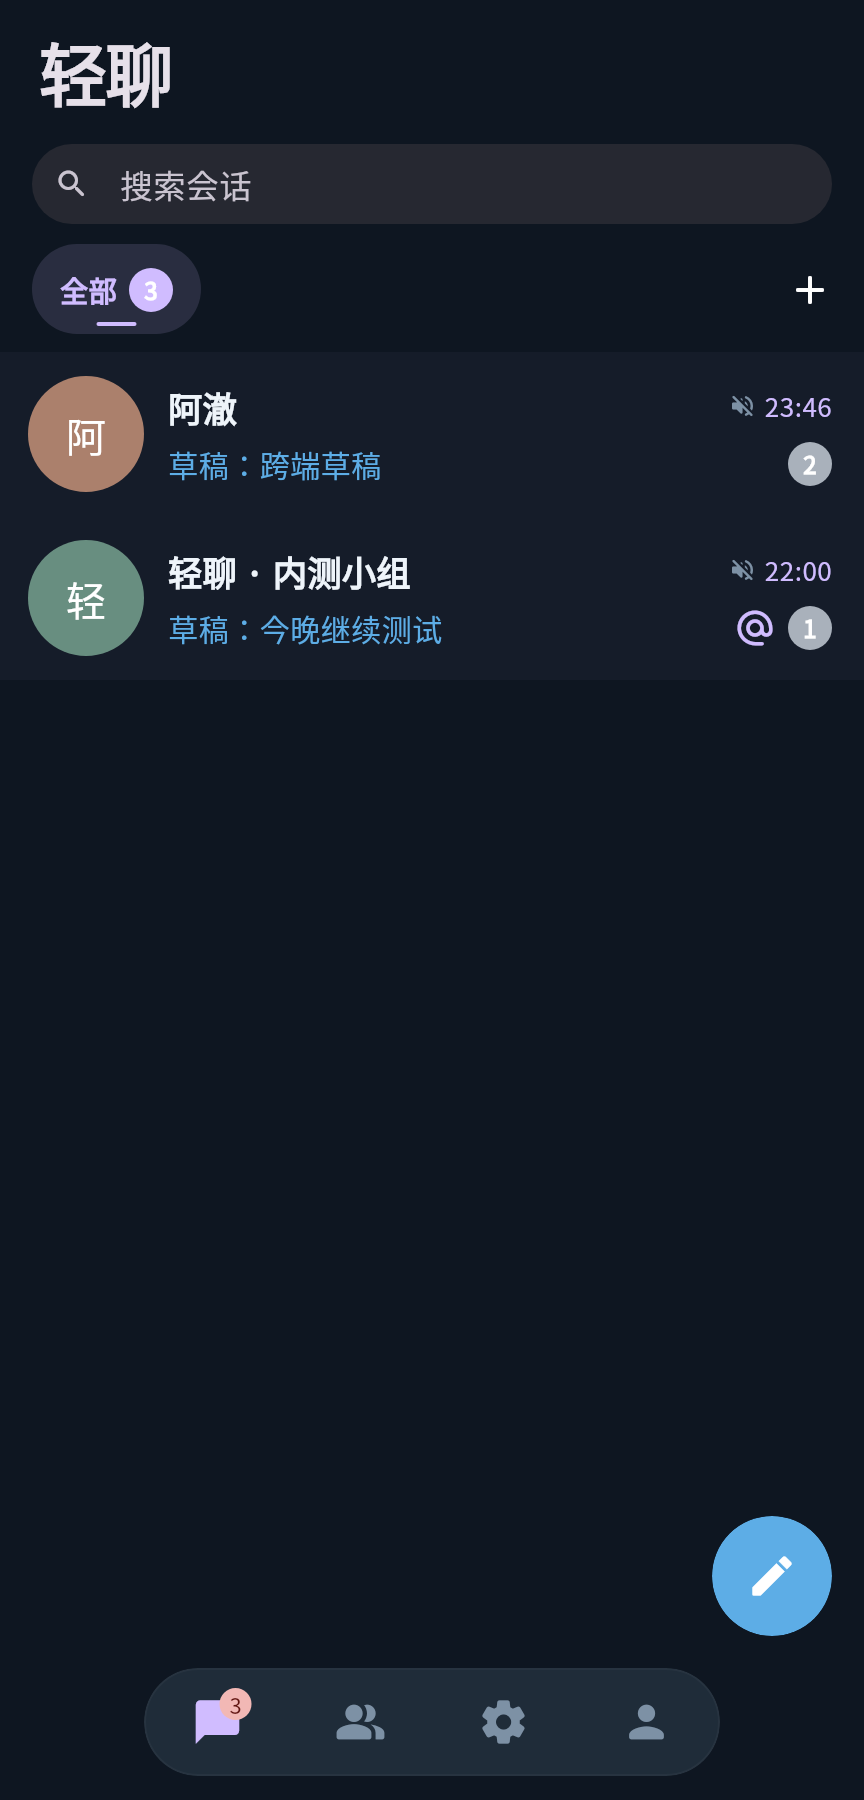 轻聊
搜索会话
全部 3
阿
阿澈
23:46
草稿：跨端草稿
2
轻
轻聊 · 内测小组
22:00
草稿：今晚继续测试
@ 1
3